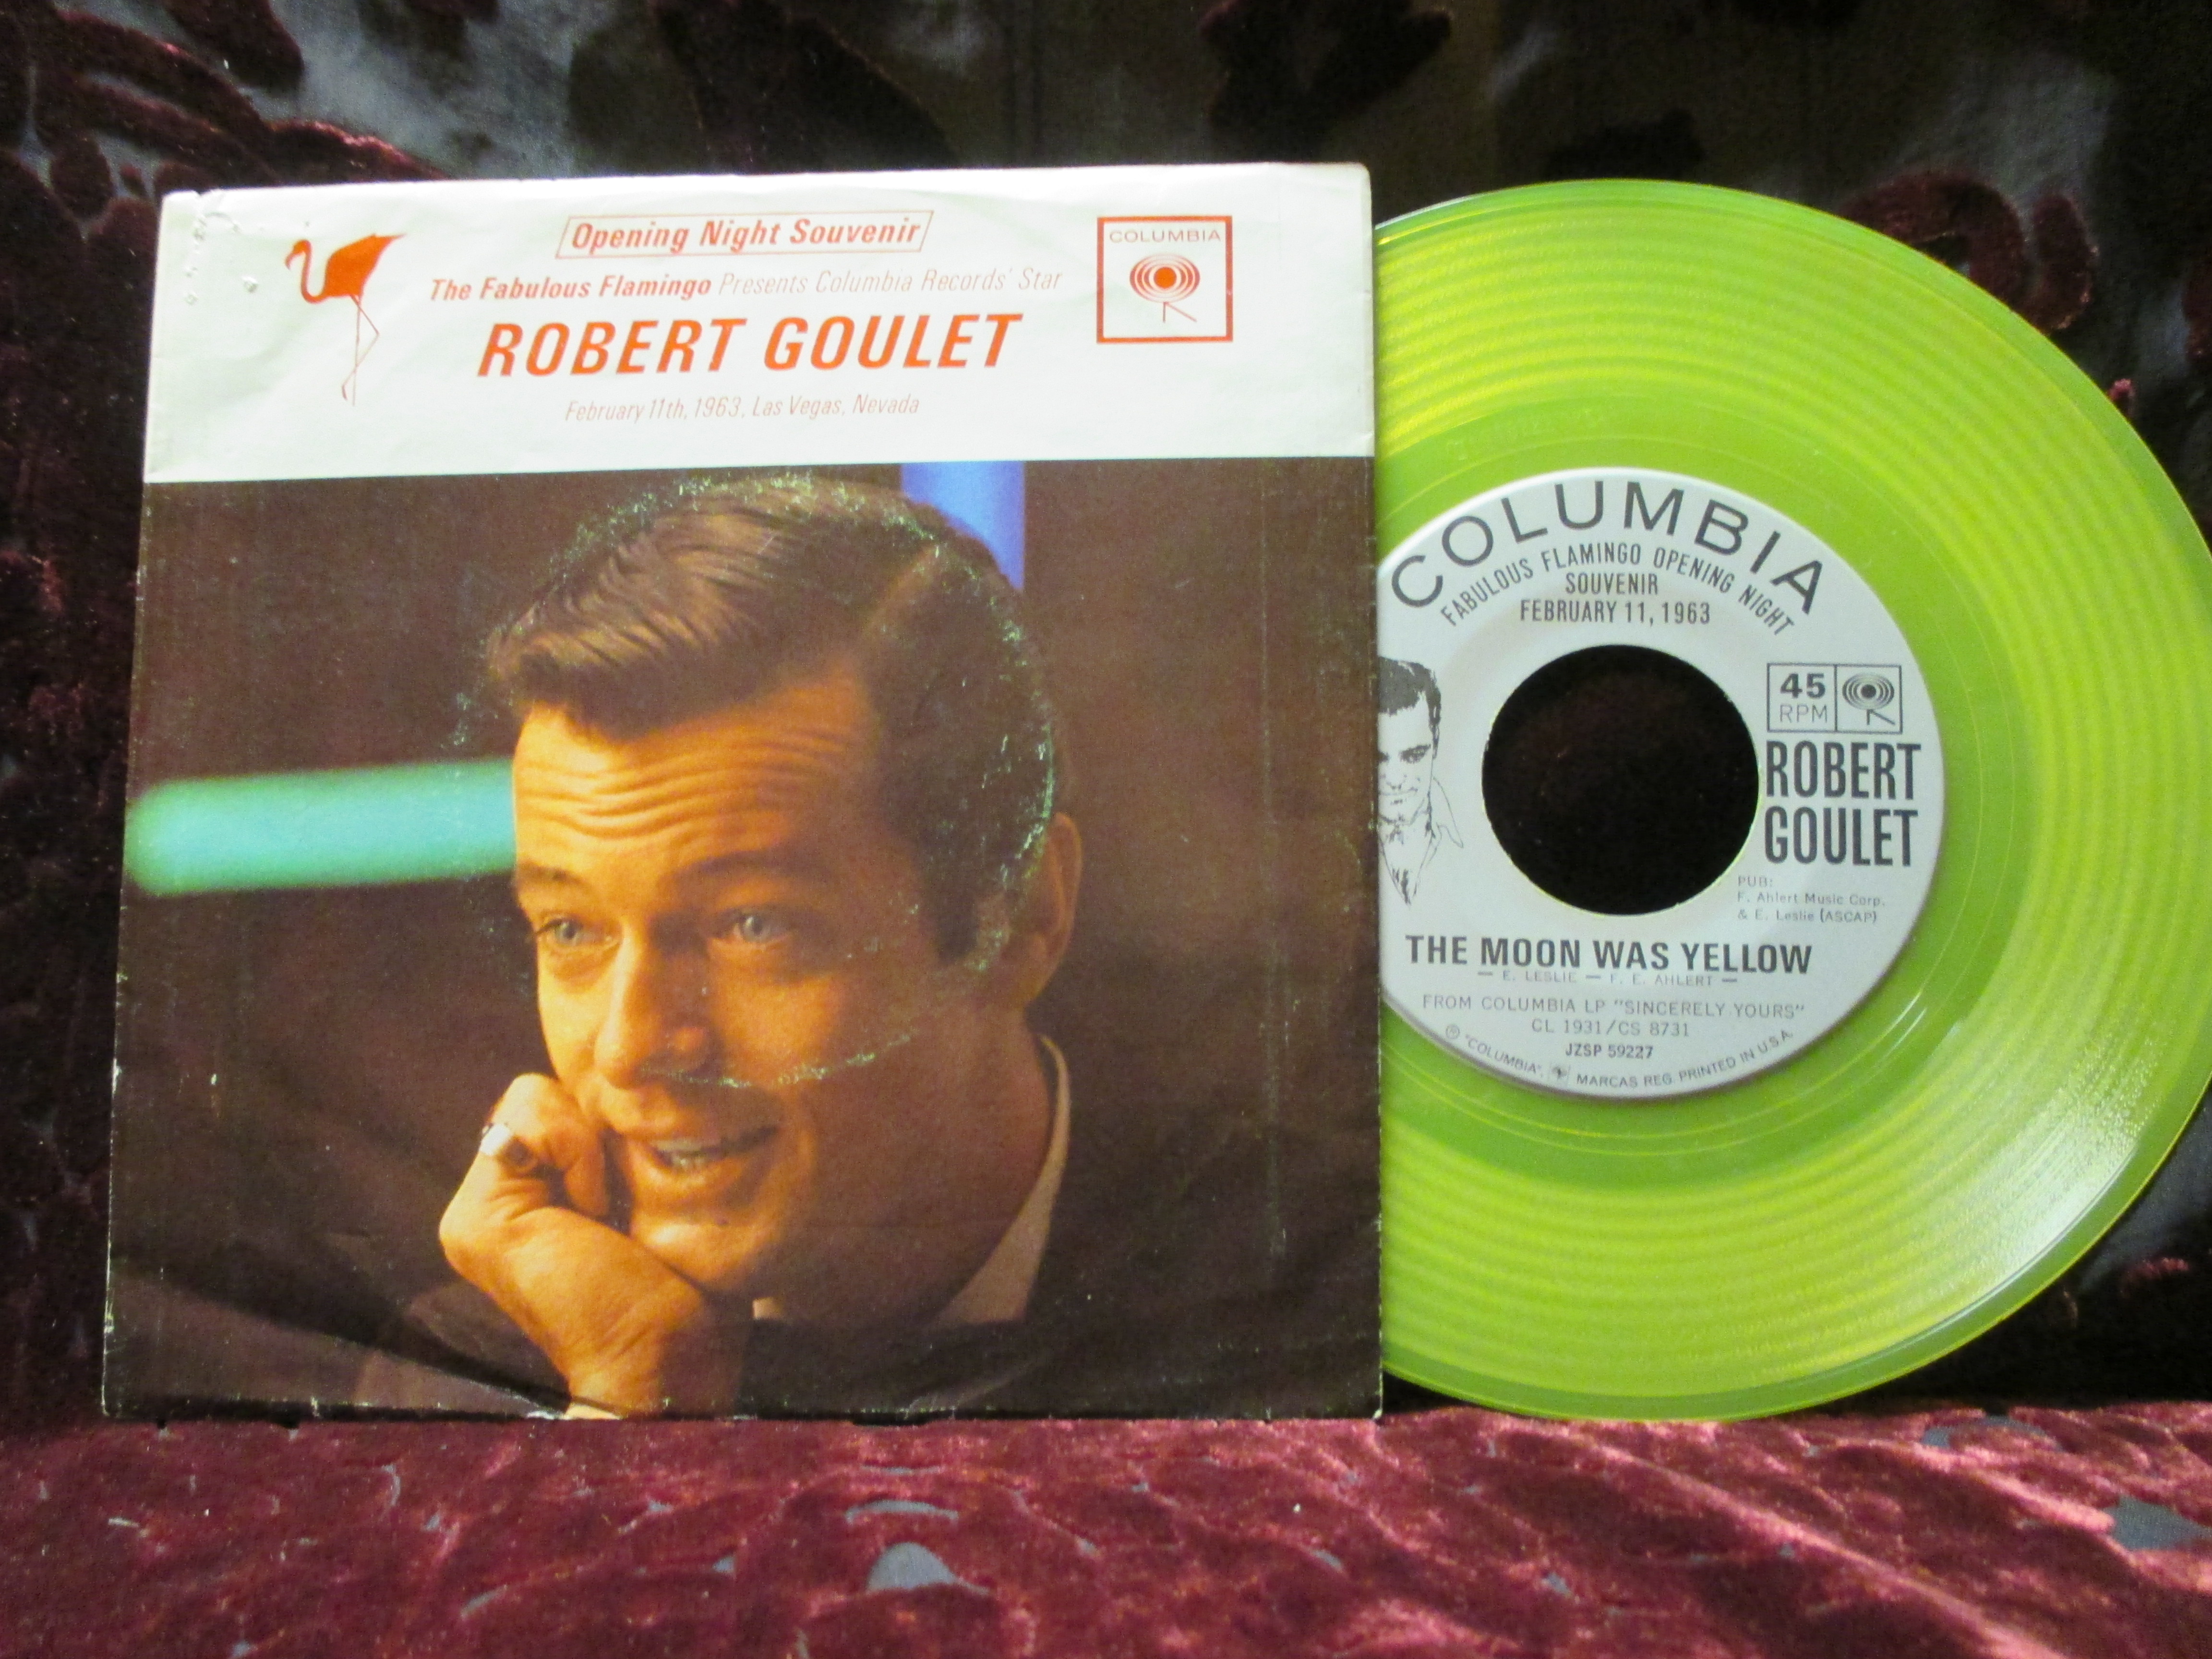 Opening Night Souvenir
The Fabulous Flamingo Presents Columbia Records' Star
ROBERT GOULET
February 11th, 1963, Las Vegas, Nevada
COLUMBIA
COLUMBIA
FABULOUS FLAMINGO OPENING NIGHT
SOUVENIR
FEBRUARY 11, 1963
45
RPM
ROBERT
GOULET
PUB:
F. Ahlert Music Corp.
& E. Leslie (ASCAP)
THE MOON WAS YELLOW
— E. LESLIE — F. E. AHLERT —
FROM COLUMBIA LP "SINCERELY YOURS"
CL 1931/CS 8731
JZSP 59227
℗ "COLUMBIA", MARCAS REG. PRINTED IN U.S.A.